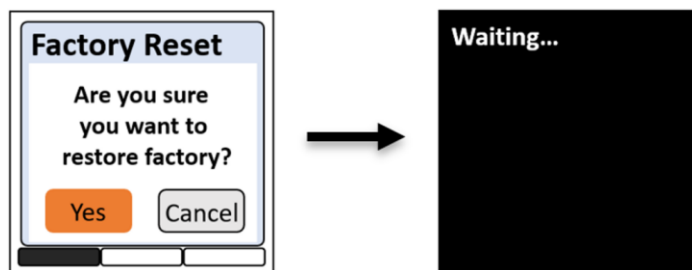 Factory Reset
Are you sure
you want to
restore factory?
Yes
Cancel
Waiting...